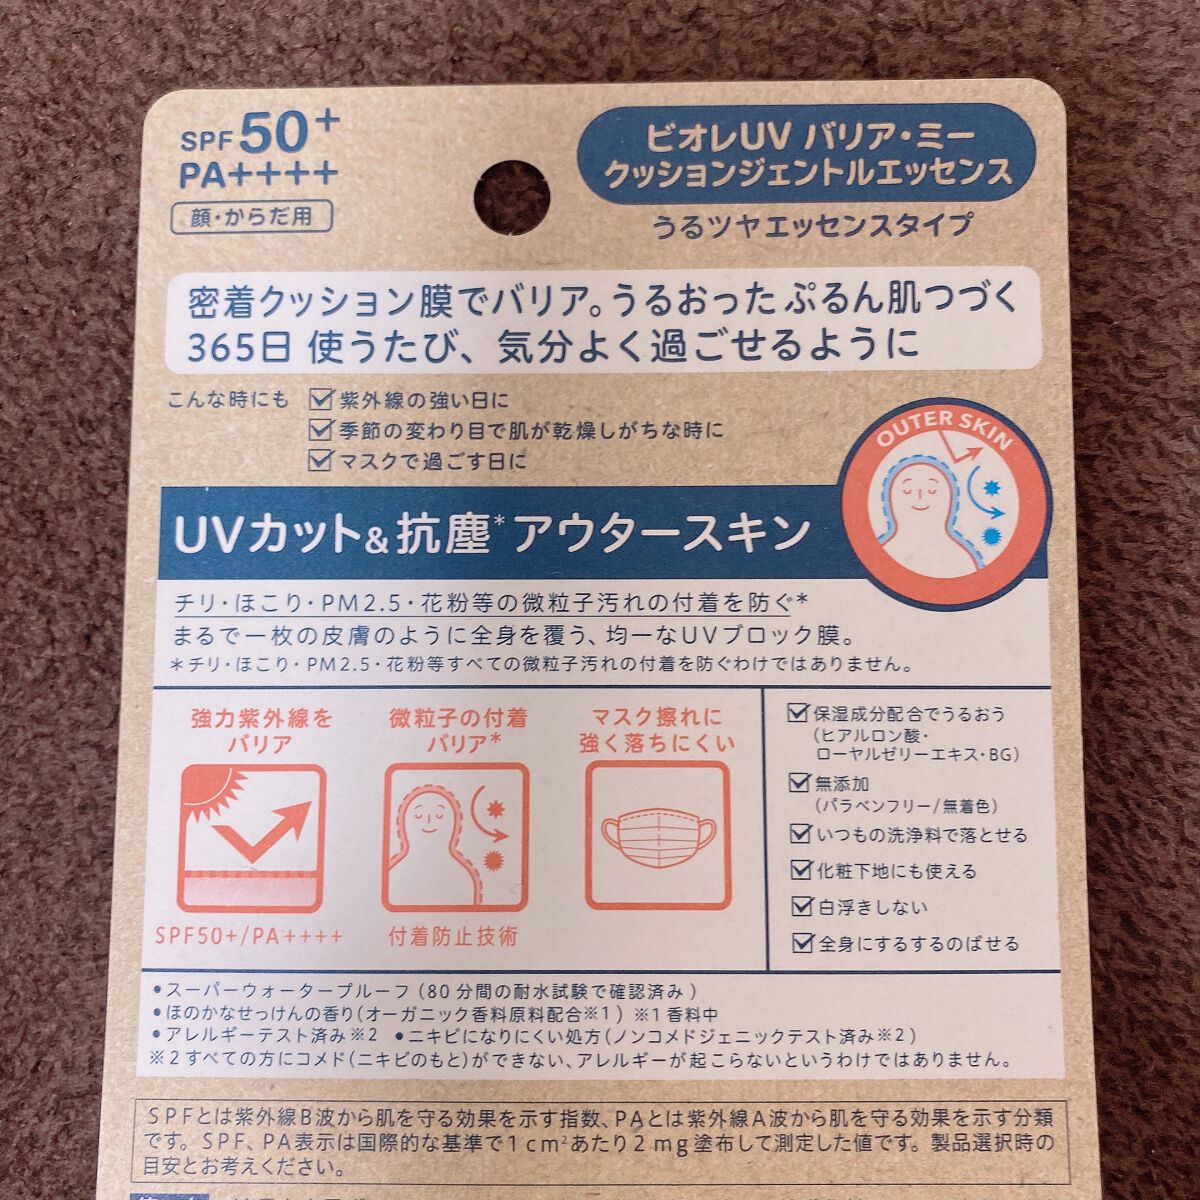 SPF 50+
PA++++
顔・からだ用
ビオレUV バリア・ミー
クッションジェントルエッセンス
うるツヤエッセンスタイプ
密着クッション膜でバリア。うるおった ぷるん肌つづく
365日 使うたび、気分よく過ごせるように
こんな時にも
紫外線の強い日に
季節の変わり目で肌が乾燥しがちな時に
マスクで過ごす日に
OUTER SKIN
UVカット&抗塵*アウタースキン
チリ・ほこり・PM2.5・花粉等の微粒子汚れの付着を防ぐ*
まるで一枚の皮膚のように全身を覆う、均一なUVブロック膜。
*チリ・ほこり・PM2.5・花粉等すべての微粒子汚れの付着を防ぐわけではありません。
強力紫外線を
バリア
SPF50+/PA++++
微粒子の付着
バリア*
付着防止技術
マスク擦れに
強く落ちにくい
保湿成分配合でうるおう
(ヒアルロン酸・
ローヤルゼリーエキス・BG)
無添加
(パラベンフリー/無着色)
いつもの洗浄料で落とせる
化粧下地にも使える
白浮きしない
全身にするするのばせる
•スーパーウォータープルーフ(80分間の耐水試験で確認済み)
•ほのかなせっけんの香り(オーガニック香料原料配合※1) ※1香料中
•アレルギーテスト済み※2 •ニキビになりにくい処方(ノンコメドジェニックテスト済み※2)
※2すべての方にコメド(ニキビのもと)ができない、アレルギーが起こらないというわけではありません。
SPFとは紫外線B波から肌を守る効果を示す指数、PAとは紫外線A波から肌を守る効果を示す分類
です。SPF、PA表示は国際的な基準で1cm²あたり2mg塗布して測定した値です。製品選択時の
目安とお考えください。